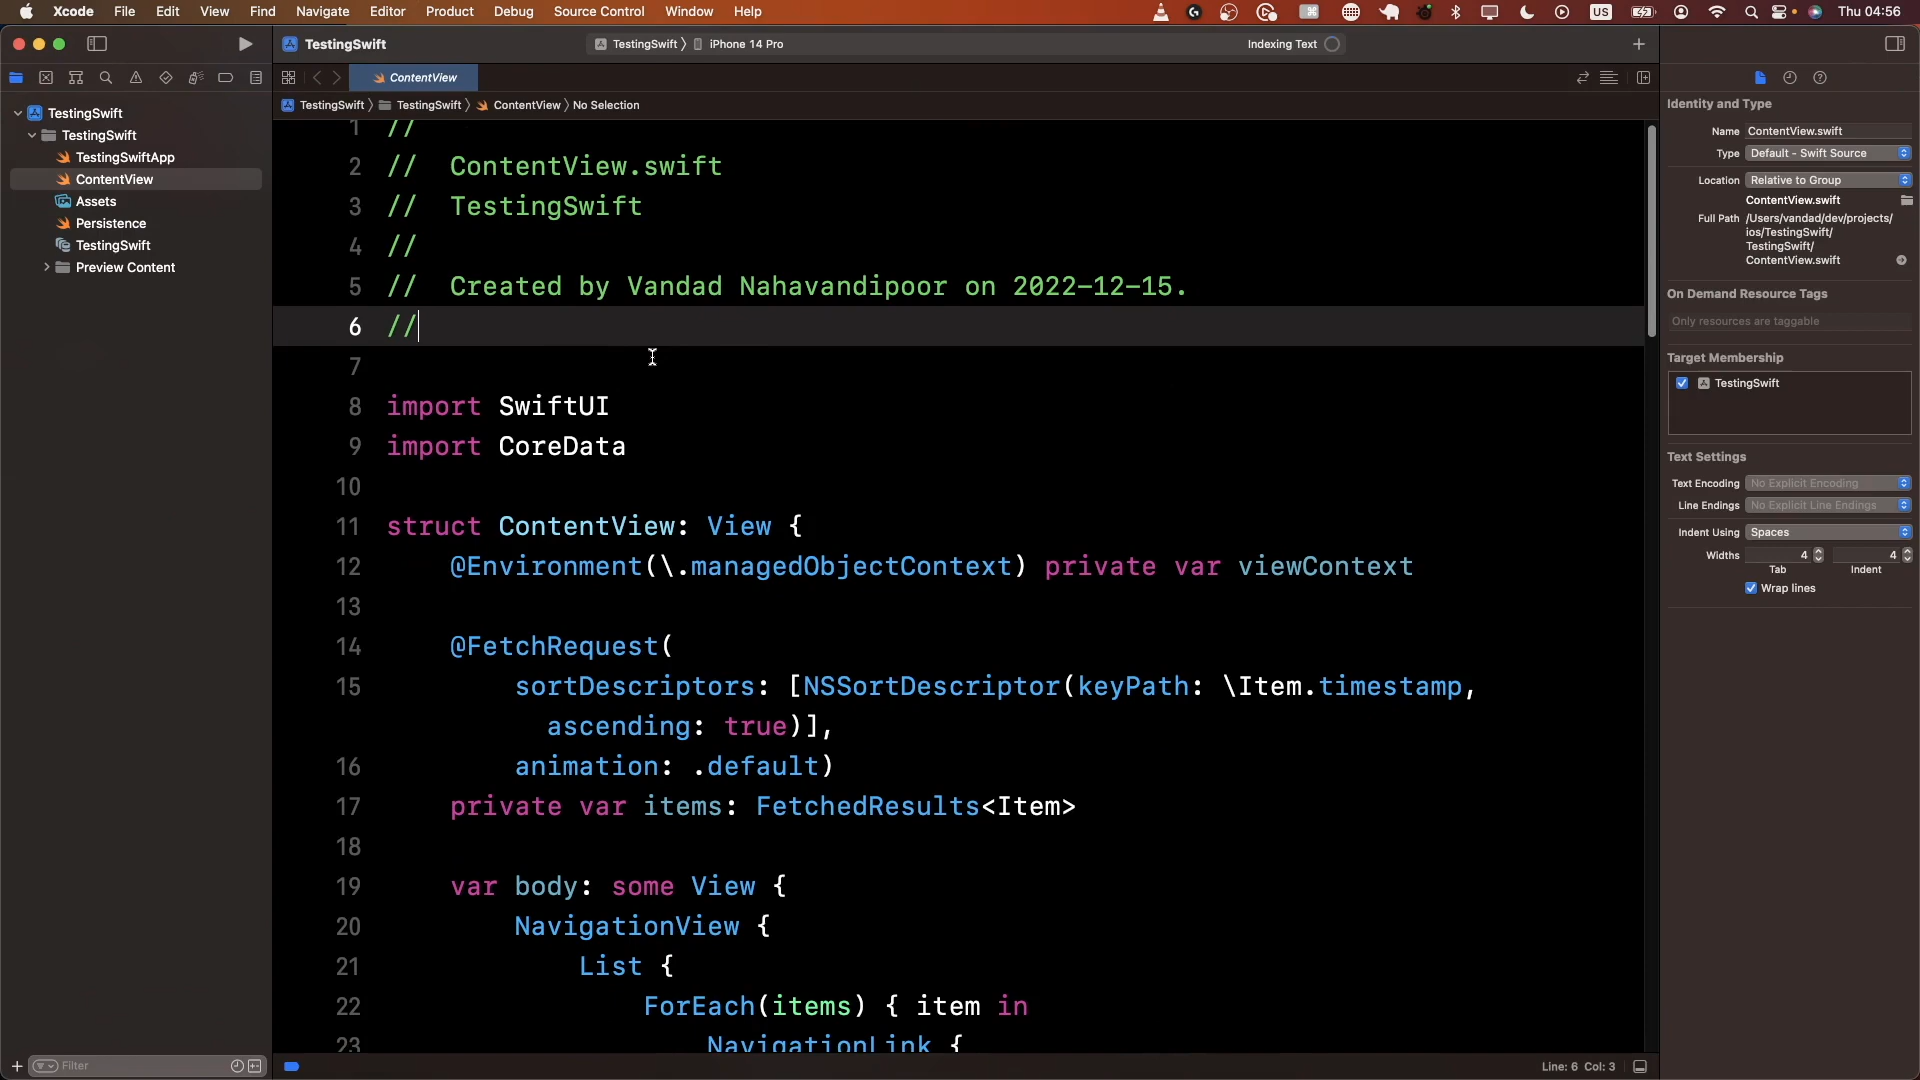 Xcode File Edit View Find Navigate Editor Product Debug Source Control Window Help US Thu 04:56
TestingSwift TestingSwift iPhone 14 Pro Indexing Text
ContentView
TestingSwift TestingSwift ContentView No Selection
TestingSwift
TestingSwift
TestingSwiftApp
ContentView
Assets
Persistence
TestingSwift
Preview Content
Filter
1 //
2 //  ContentView.swift
3 //  TestingSwift
4 //
5 //  Created by Vandad Nahavandipoor on 2022-12-15.
6 //
7
8 import SwiftUI
9 import CoreData
10
11 struct ContentView: View {
12     @Environment(\.managedObjectContext) private var viewContext
13
14     @FetchRequest(
15         sortDescriptors: [NSSortDescriptor(keyPath: \Item.timestamp,
ascending: true)],
16         animation: .default)
17     private var items: FetchedResults<Item>
18
19     var body: some View {
20         NavigationView {
21             List {
22                 ForEach(items) { item in
23                     NavigationLink {
Line: 6 Col: 3
Identity and Type
Name ContentView.swift
Type Default - Swift Source
Location Relative to Group
ContentView.swift
Full Path /Users/vandad/dev/projects/
ios/TestingSwift/
TestingSwift/
ContentView.swift
On Demand Resource Tags
Only resources are taggable
Target Membership
TestingSwift
Text Settings
Text Encoding No Explicit Encoding
Line Endings No Explicit Line Endings
Indent Using Spaces
Widths 4 4
Tab Indent
Wrap lines